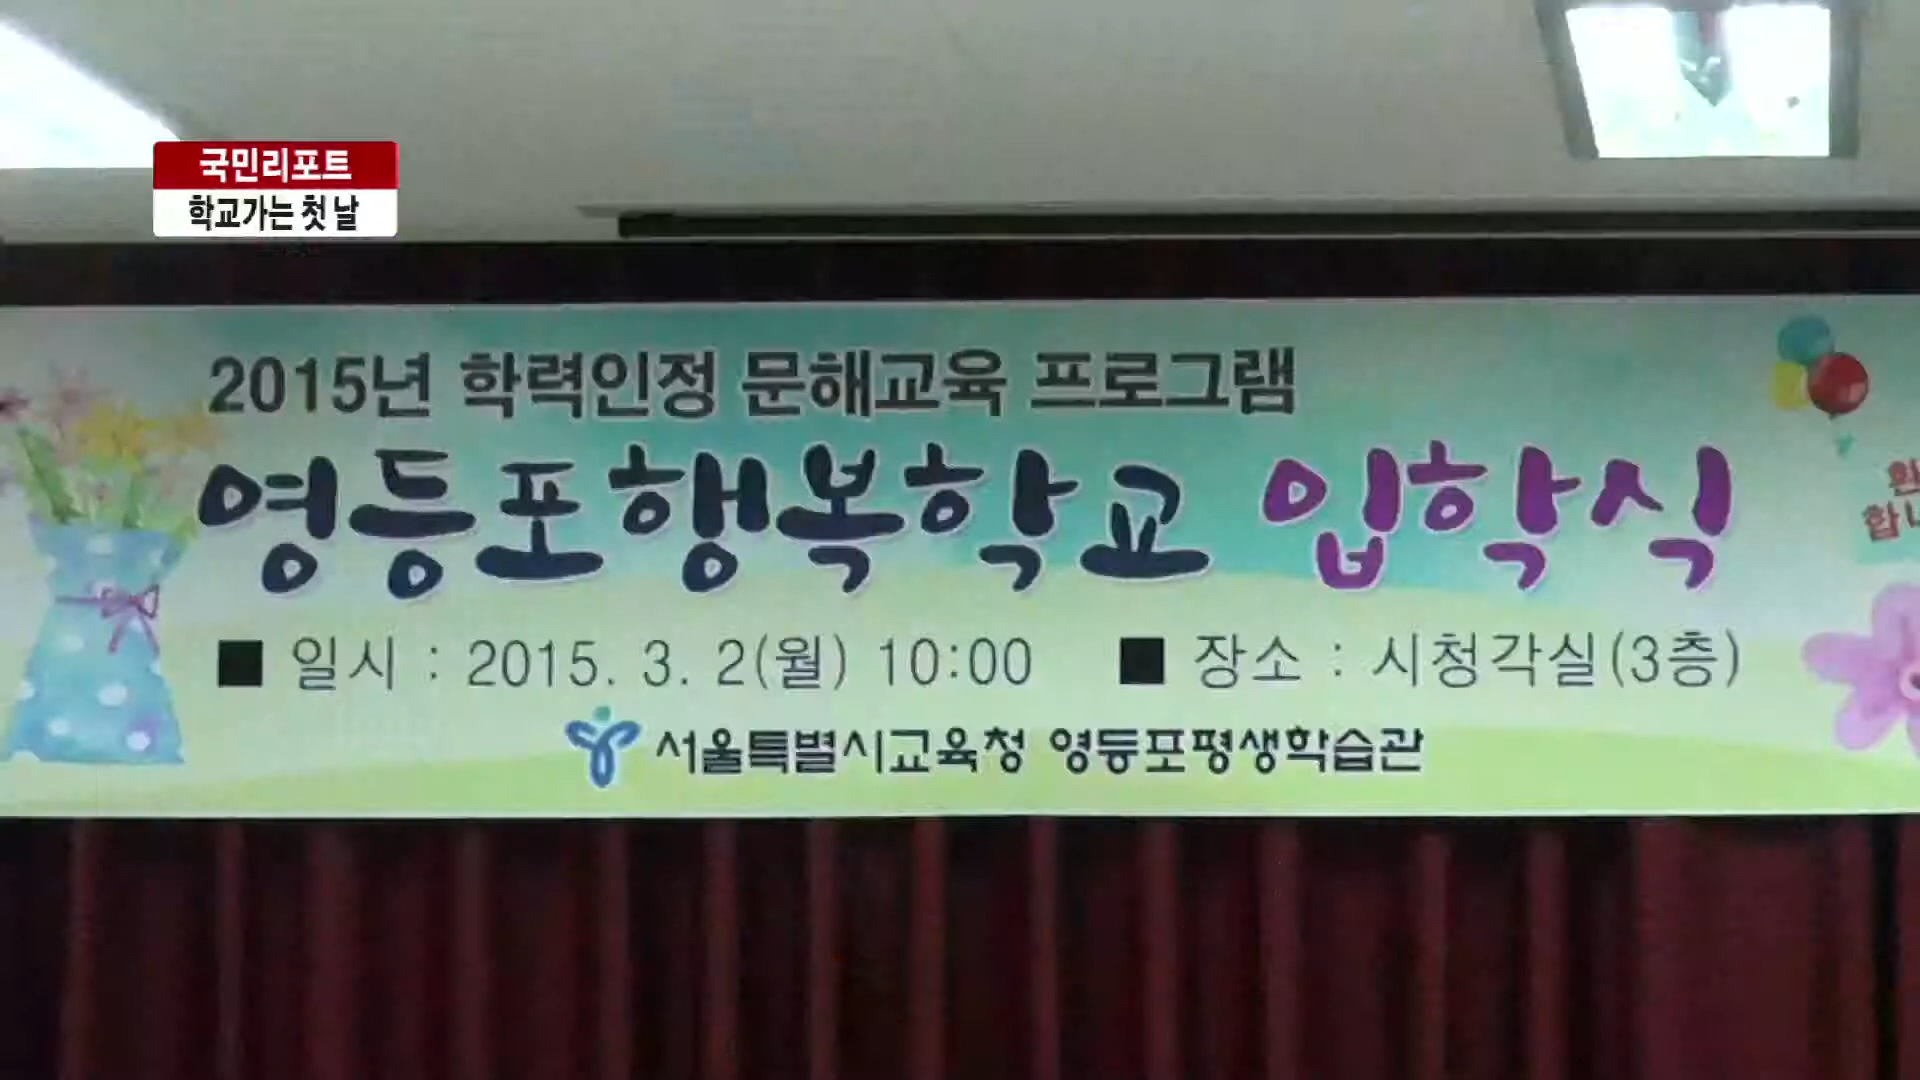 국민리포트
학교가는 첫 날
2015년 학력인정 문해교육 프로그램
영등포행복학교 입학식
■ 일시 : 2015. 3. 2(월) 10:00 ■ 장소 : 시청각실(3층)
서울특별시교육청 영등포평생학습관